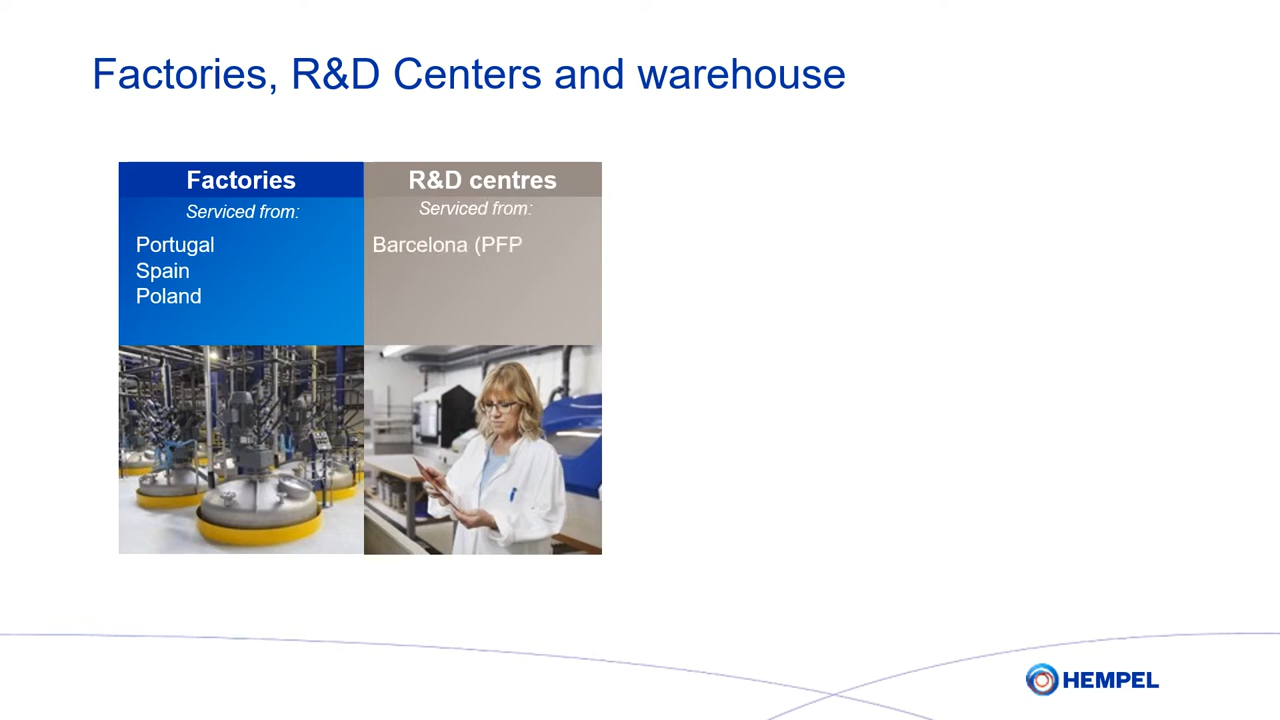 Factories, R&D Centers and warehouse
Factories
Serviced from:
Portugal
Spain
Poland
R&D centres
Serviced from:
Barcelona (PFP
HEMPEL